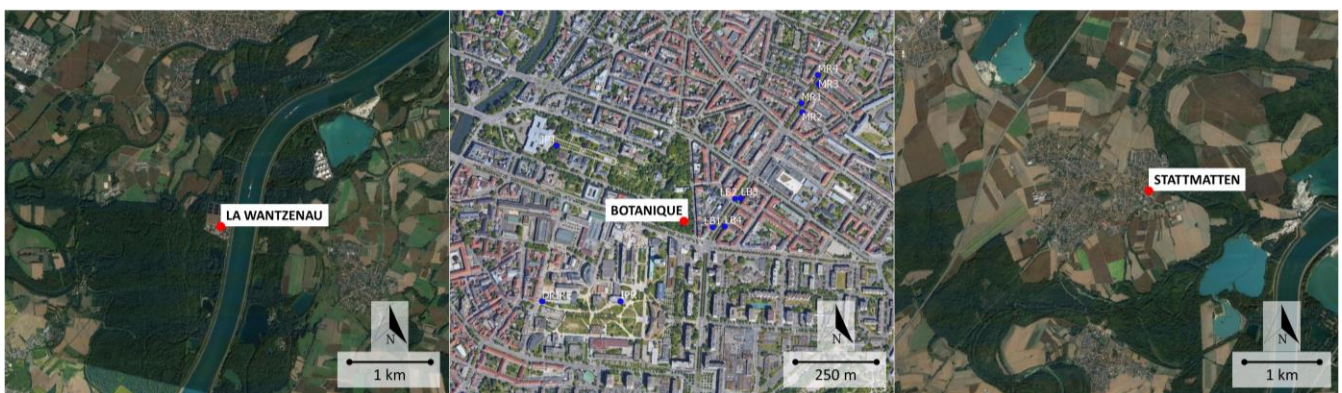 LA WANTZENAU
N
1 km
MR4
MR3
MR1
MR2
LB2 LB3
BOTANIQUE
LB1 LB4
N
250 m
STATTMATTEN
N
1 km